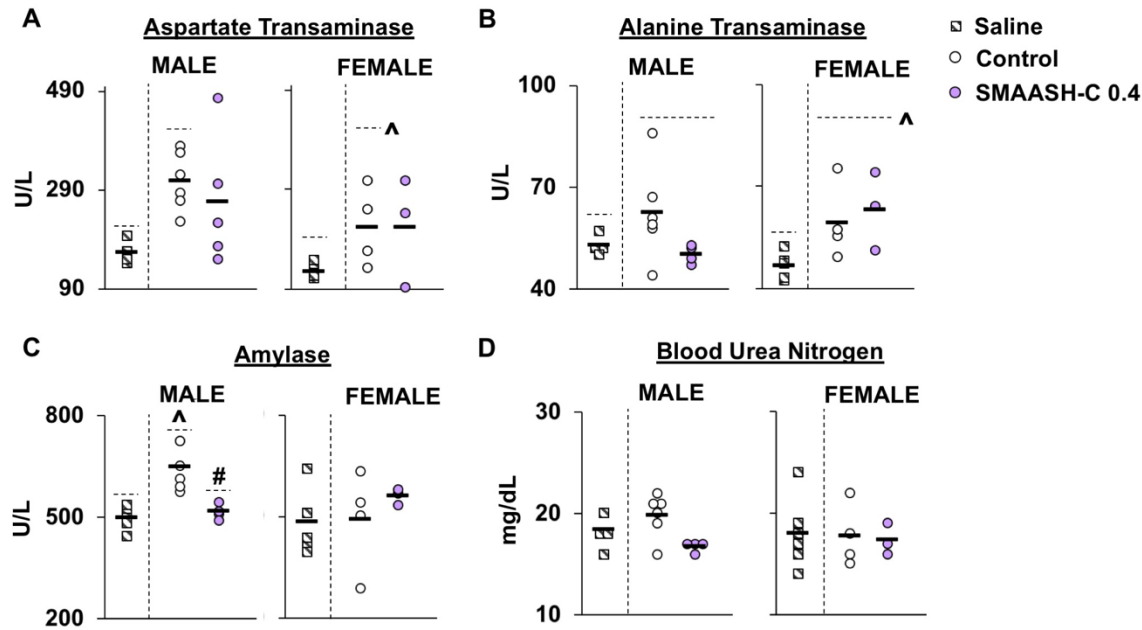 A
Aspartate Transaminase
MALE
FEMALE
490
290
90
U/L
^
B
Alanine Transaminase
MALE
FEMALE
100
70
40
U/L
^
Saline
Control
SMAASH-C 0.4
C
Amylase
MALE
FEMALE
800
500
200
U/L
^
#
D
Blood Urea Nitrogen
MALE
FEMALE
30
20
10
mg/dL